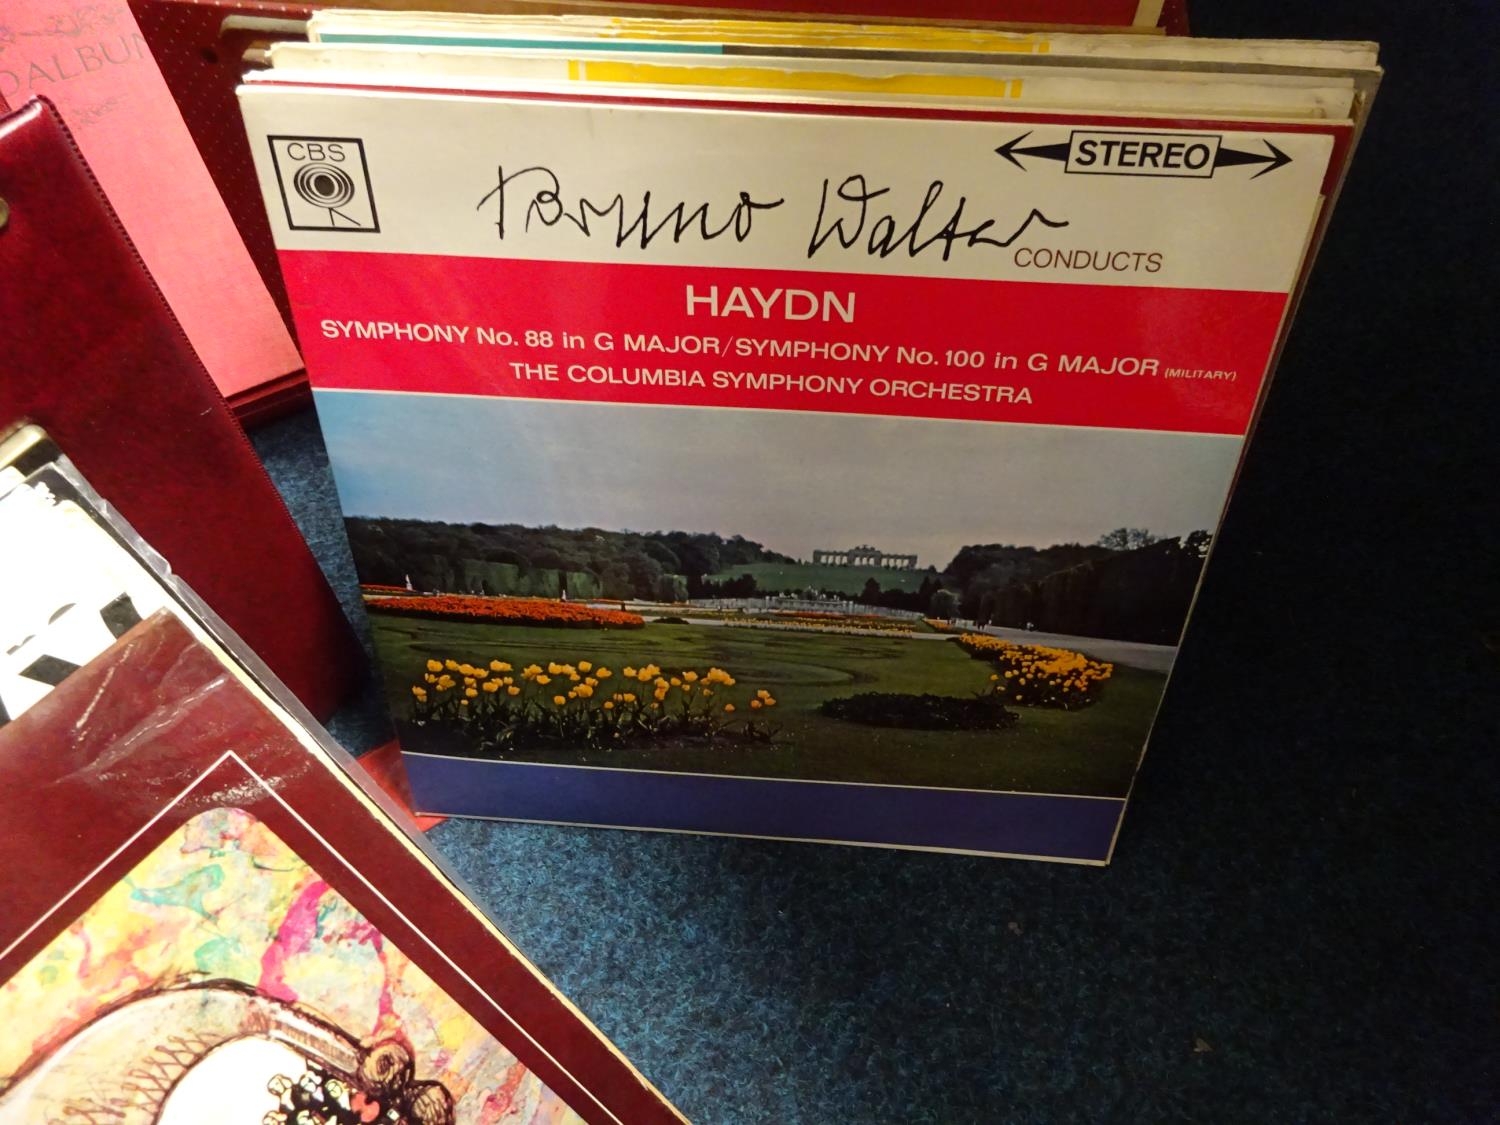 DALBUM
CBS
STEREO
Bruno Walter
CONDUCTS
HAYDN
SYMPHONY No. 88 in G MAJOR/SYMPHONY No. 100 in G MAJOR (MILITARY)
THE COLUMBIA SYMPHONY ORCHESTRA